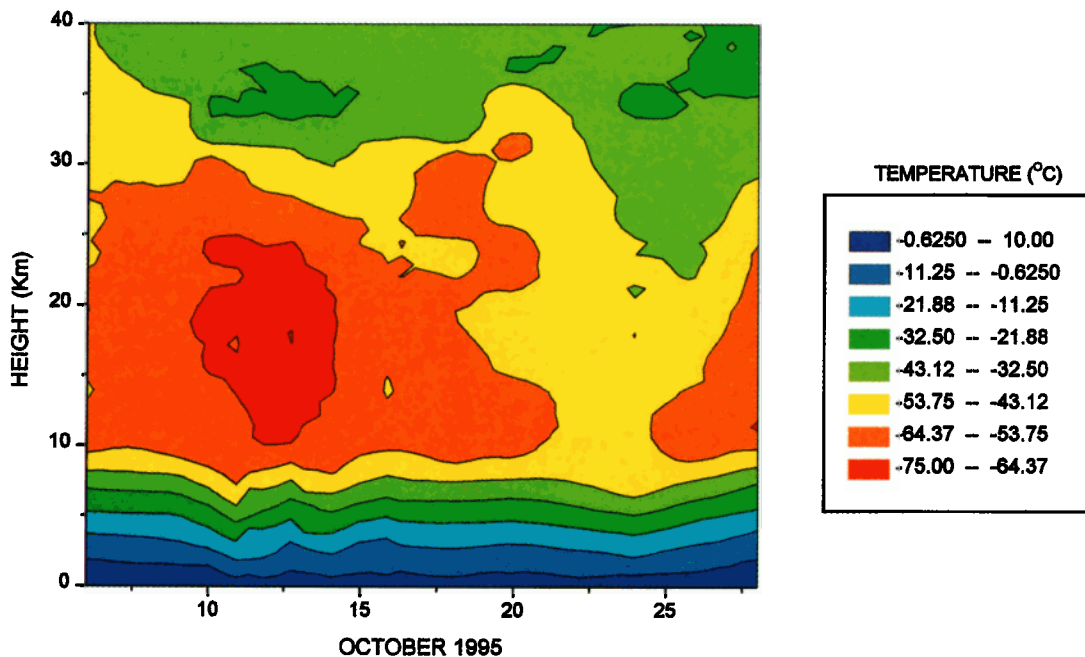 40
30
20
10
0
HEIGHT (Km)
10
15
20
25
OCTOBER 1995
TEMPERATURE (°C)
-0.6250 -- 10.00
-11.25 -- -0.6250
-21.88 -- -11.25
-32.50 -- -21.88
-43.12 -- -32.50
-53.75 -- -43.12
-64.37 -- -53.75
-75.00 -- -64.37